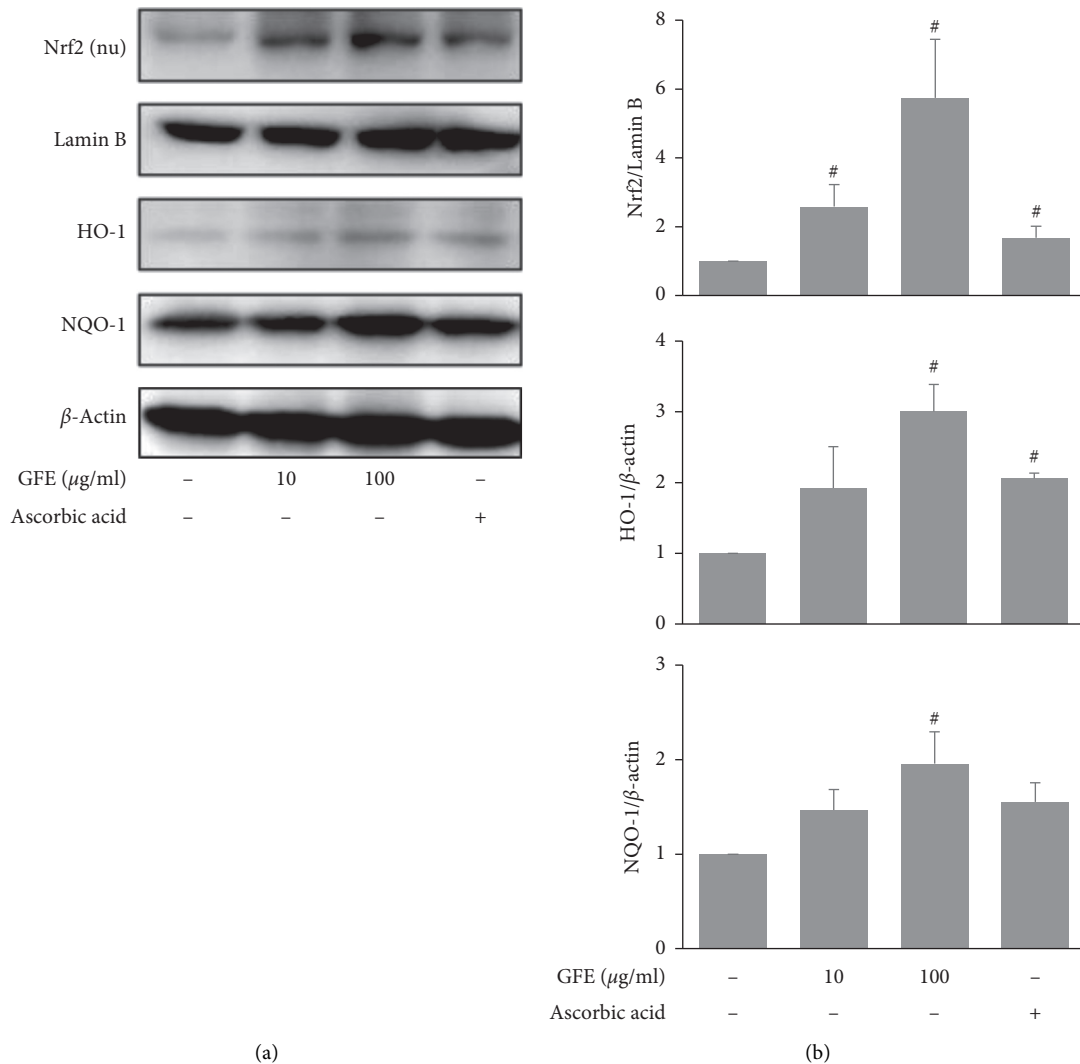 Nrf2 (nu)
Lamin B
HO-1
NQO-1
β-Actin
GFE (μg/ml) – 10 100 –
Ascorbic acid – – – +
(a)
8
6
4
2
0
Nrf2/Lamin B
# # #
4
3
2
1
0
HO-1/β-actin
# #
3
2
1
0
NQO-1/β-actin
#
GFE (μg/ml) – 10 100 –
Ascorbic acid – – – +
(b)